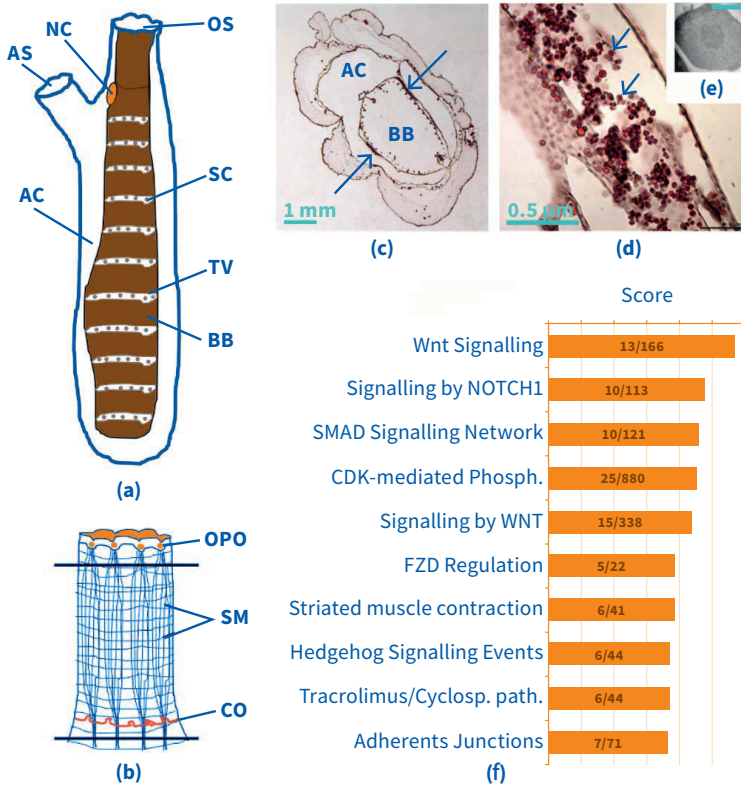 OS
NC
AS
SC
AC
TV
BB
(a)
OPO
SM
CO
(b)
AC
BB
1 mm
(c)
0.5 μm
(d)
(e)
Score
Wnt Signalling 13/166
Signalling by NOTCH1 10/113
SMAD Signalling Network 10/121
CDK-mediated Phosph. 25/880
Signalling by WNT 15/338
FZD Regulation 5/22
Striated muscle contraction 6/41
Hedgehog Signalling Events 6/44
Tracrolimus/Cyclosp. path. 6/44
Adherents Junctions 7/71
(f)